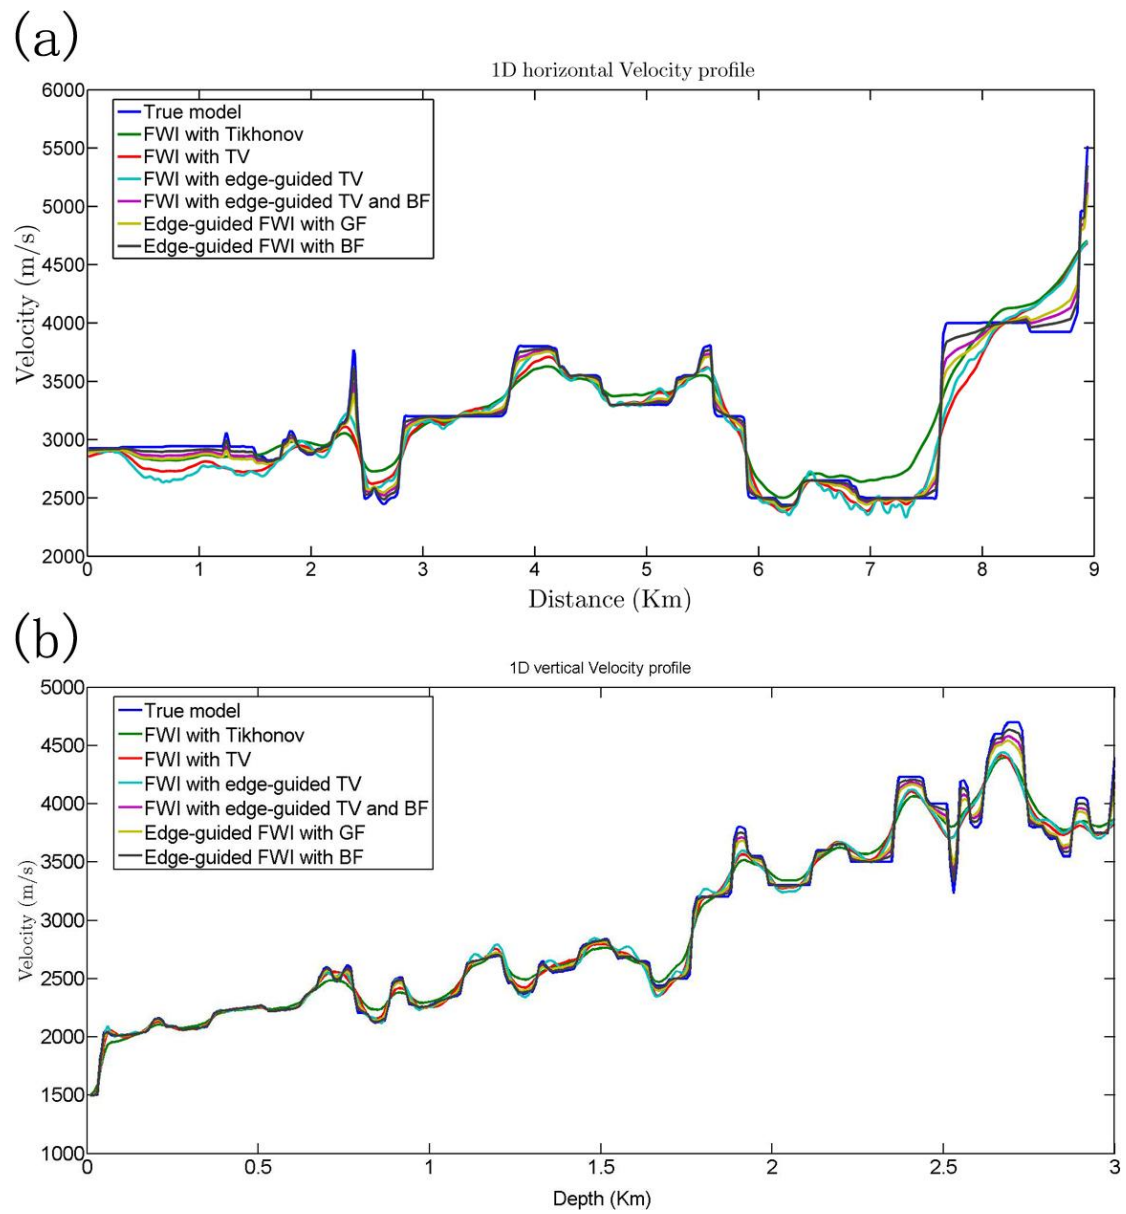 (a)
1D horizontal Velocity profile
6000
5500
5000
4500
4000
3500
3000
2500
2000
Velocity (m/s)
True model
FWI with Tikhonov
FWI with TV
FWI with edge-guided TV
FWI with edge-guided TV and BF
Edge-guided FWI with GF
Edge-guided FWI with BF
0 1 2 3 4 5 6 7 8 9
Distance (Km)
(b)
1D vertical Velocity profile
5000
4500
4000
3500
3000
2500
2000
1500
1000
Velocity (m/s)
True model
FWI with Tikhonov
FWI with TV
FWI with edge-guided TV
FWI with edge-guided TV and BF
Edge-guided FWI with GF
Edge-guided FWI with BF
0 0.5 1 1.5 2 2.5 3
Depth (Km)